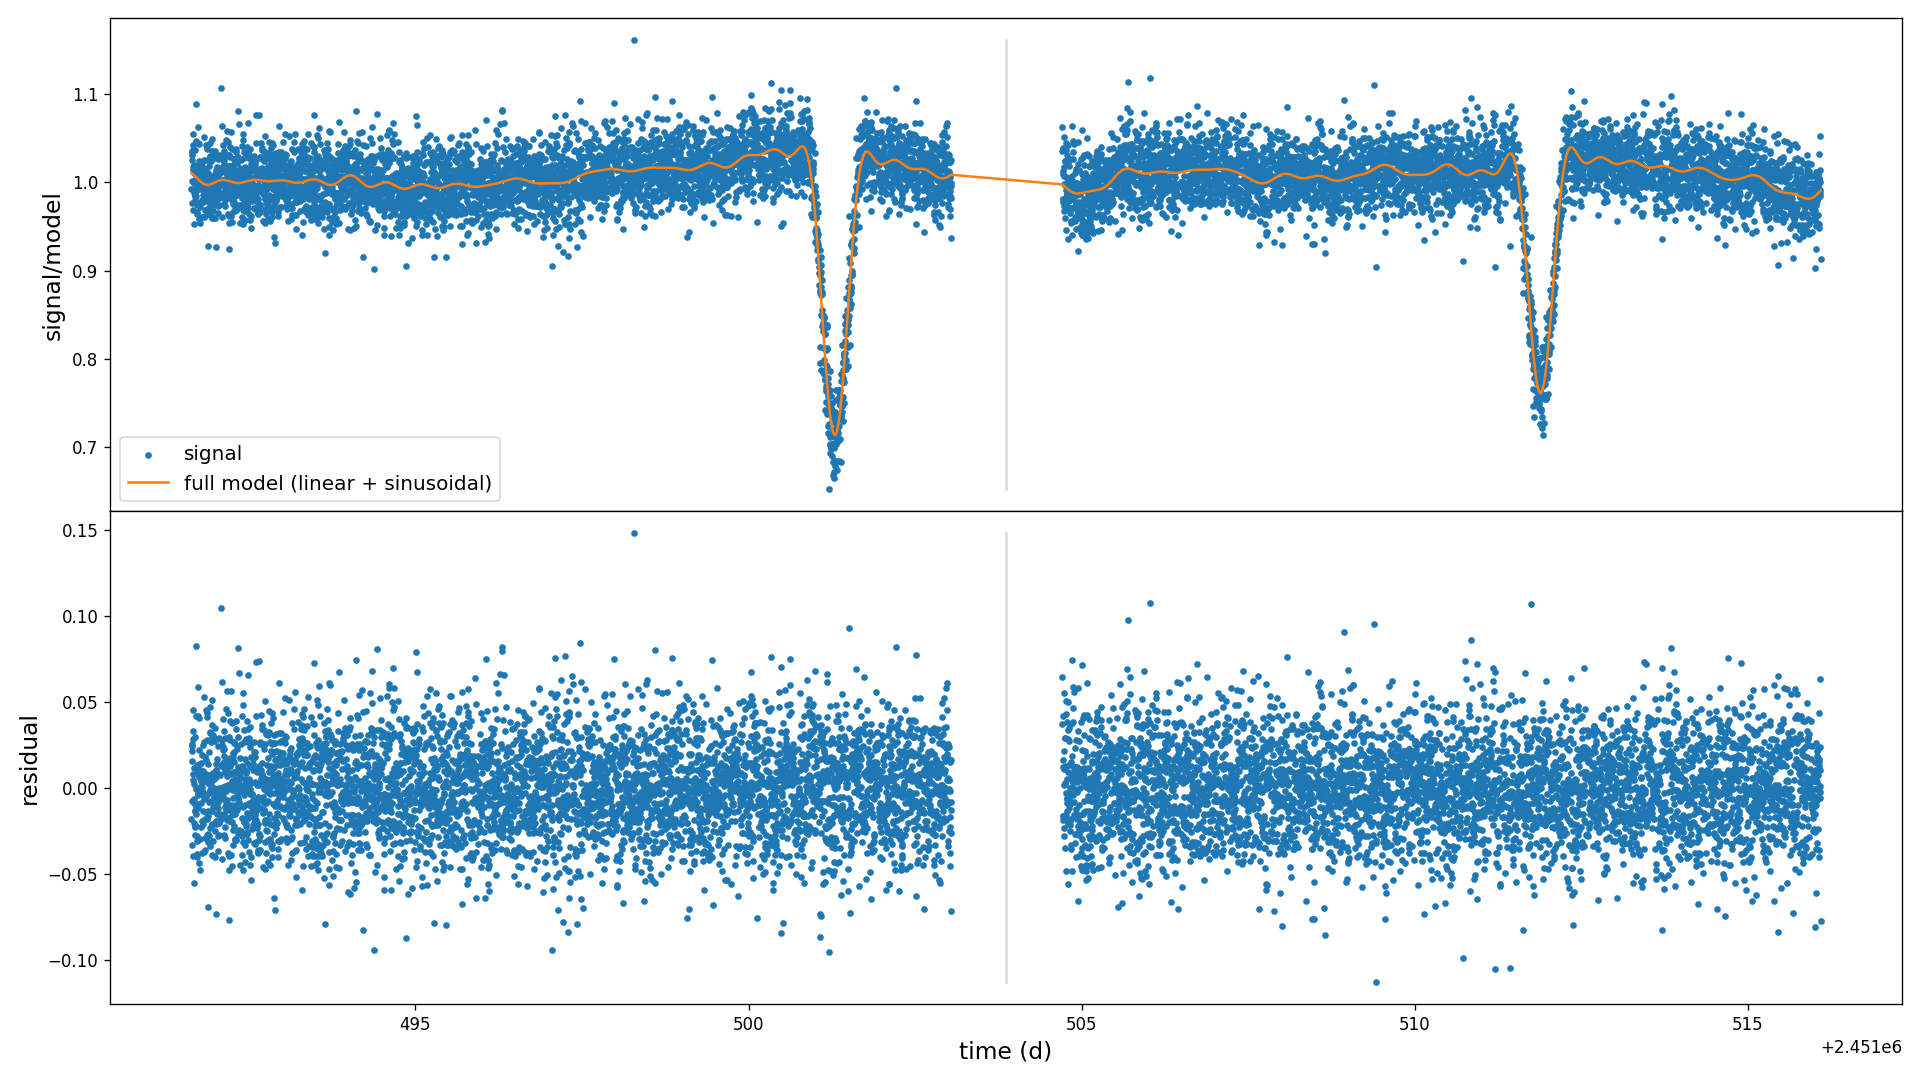 signal/model
1.1
1.0
0.9
0.8
0.7
signal
full model (linear + sinusoidal)
residual
0.15
0.10
0.05
0.00
−0.05
−0.10
495
500
505
510
515
time (d)
+2.451e6